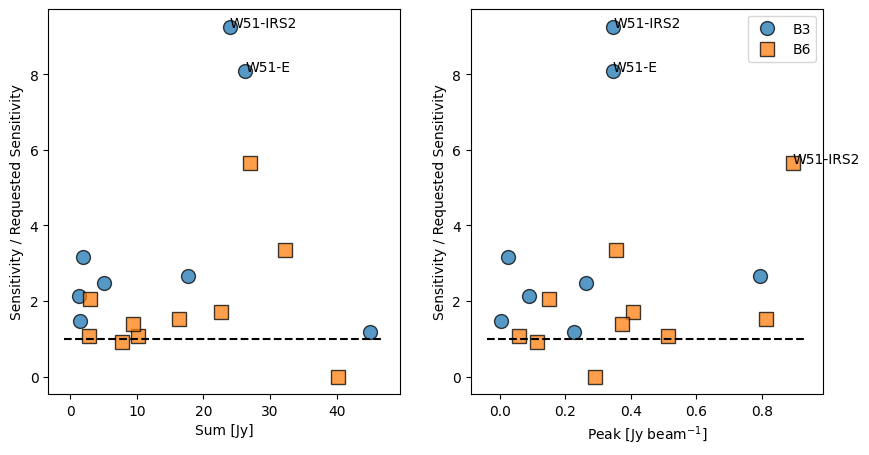 Sensitivity / Requested Sensitivity
8
6
4
2
0
W51-IRS2
W51-E
0
10
20
30
40
Sum [Jy]
Sensitivity / Requested Sensitivity
8
6
4
2
0
W51-IRS2
W51-E
W51-IRS2
B3
B6
0.0
0.2
0.4
0.6
0.8
Peak [Jy beam⁻¹]